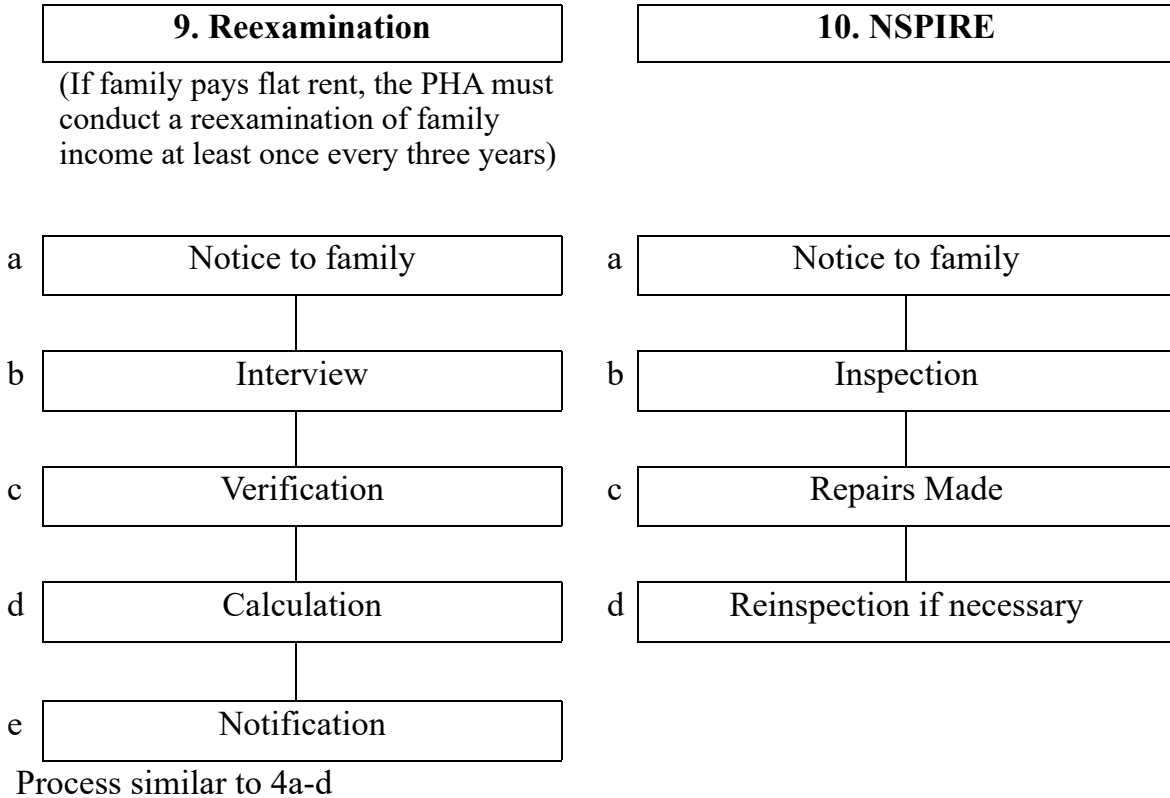 9. Reexamination
(If family pays flat rent, the PHA must
conduct a reexamination of family
income at least once every three years)
a Notice to family
b Interview
c Verification
d Calculation
e Notification
Process similar to 4a-d
10. NSPIRE
a Notice to family
b Inspection
c Repairs Made
d Reinspection if necessary